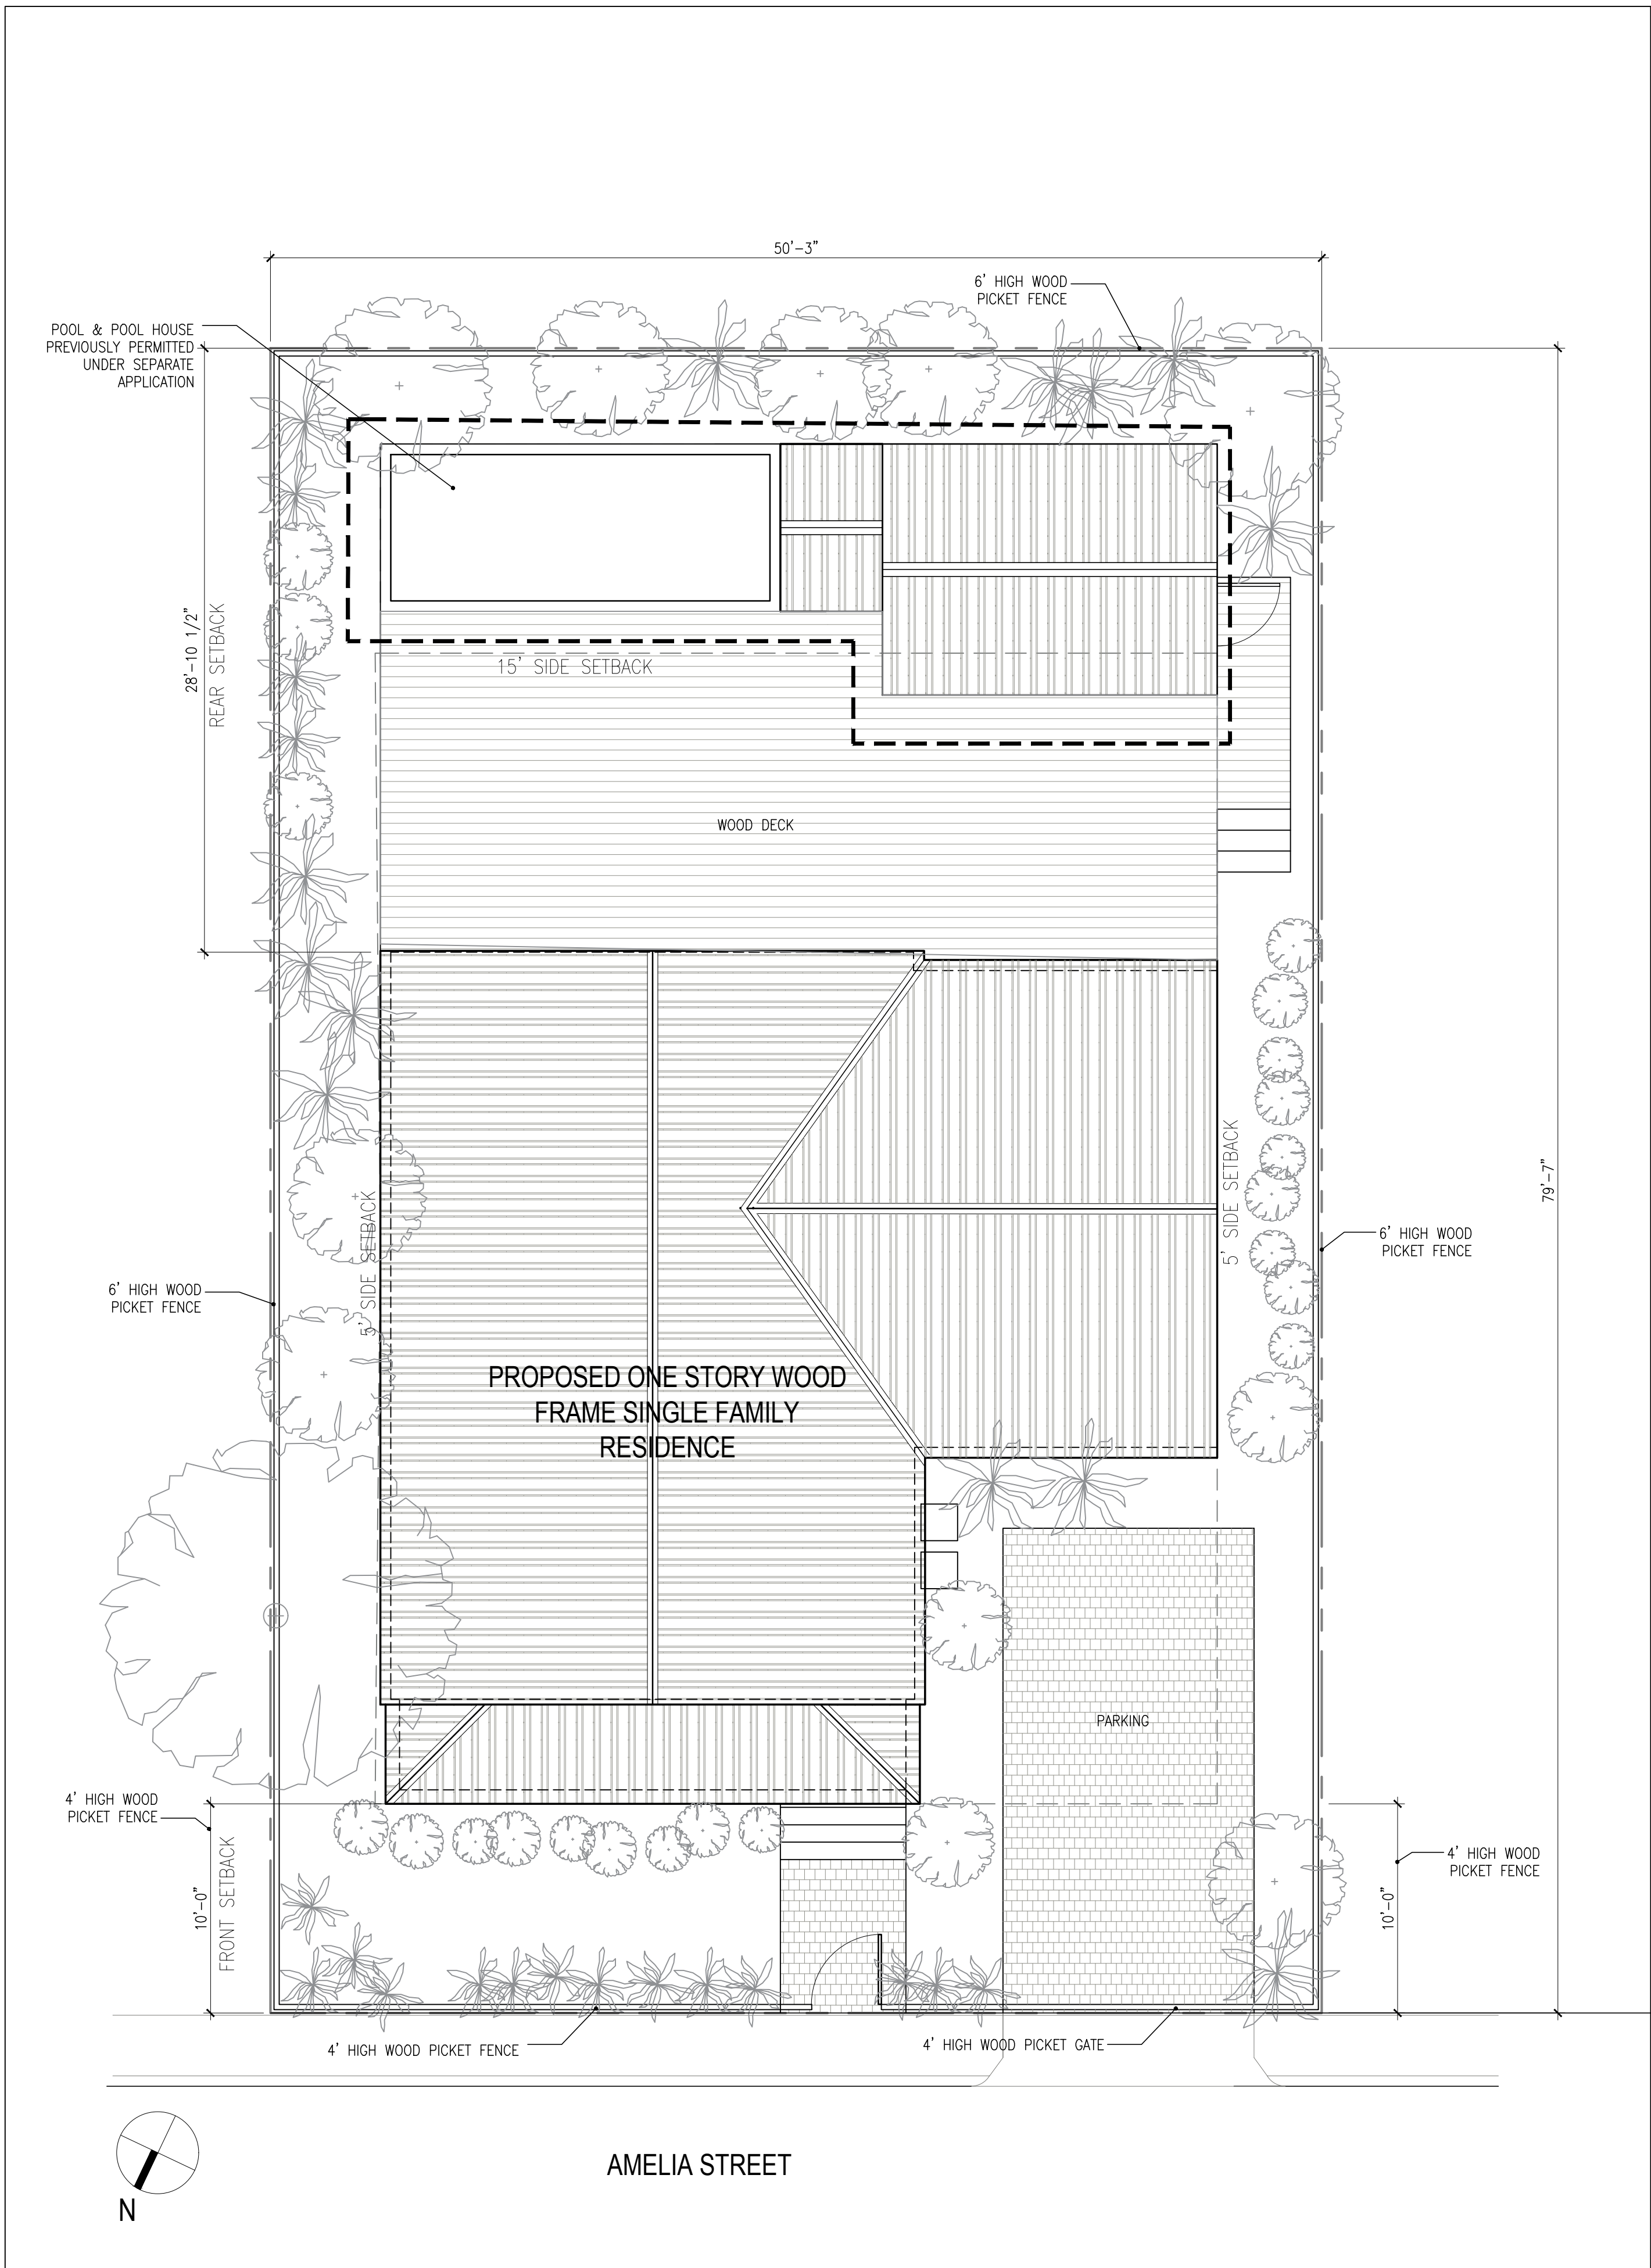 50'-3"
6' HIGH WOOD
PICKET FENCE
POOL & POOL HOUSE
PREVIOUSLY PERMITTED
UNDER SEPARATE
APPLICATION
28'-10 1/2"
REAR SETBACK
15' SIDE SETBACK
WOOD DECK
5' SIDE SETBACK
5' SIDE SETBACK
79'-7"
6' HIGH WOOD
PICKET FENCE
6' HIGH WOOD
PICKET FENCE
PROPOSED ONE STORY WOOD
FRAME SINGLE FAMILY
RESIDENCE
PARKING
4' HIGH WOOD
PICKET FENCE
10'-0"
FRONT SETBACK
4' HIGH WOOD
PICKET FENCE
10'-0"
4' HIGH WOOD PICKET FENCE
4' HIGH WOOD PICKET GATE
N
AMELIA STREET